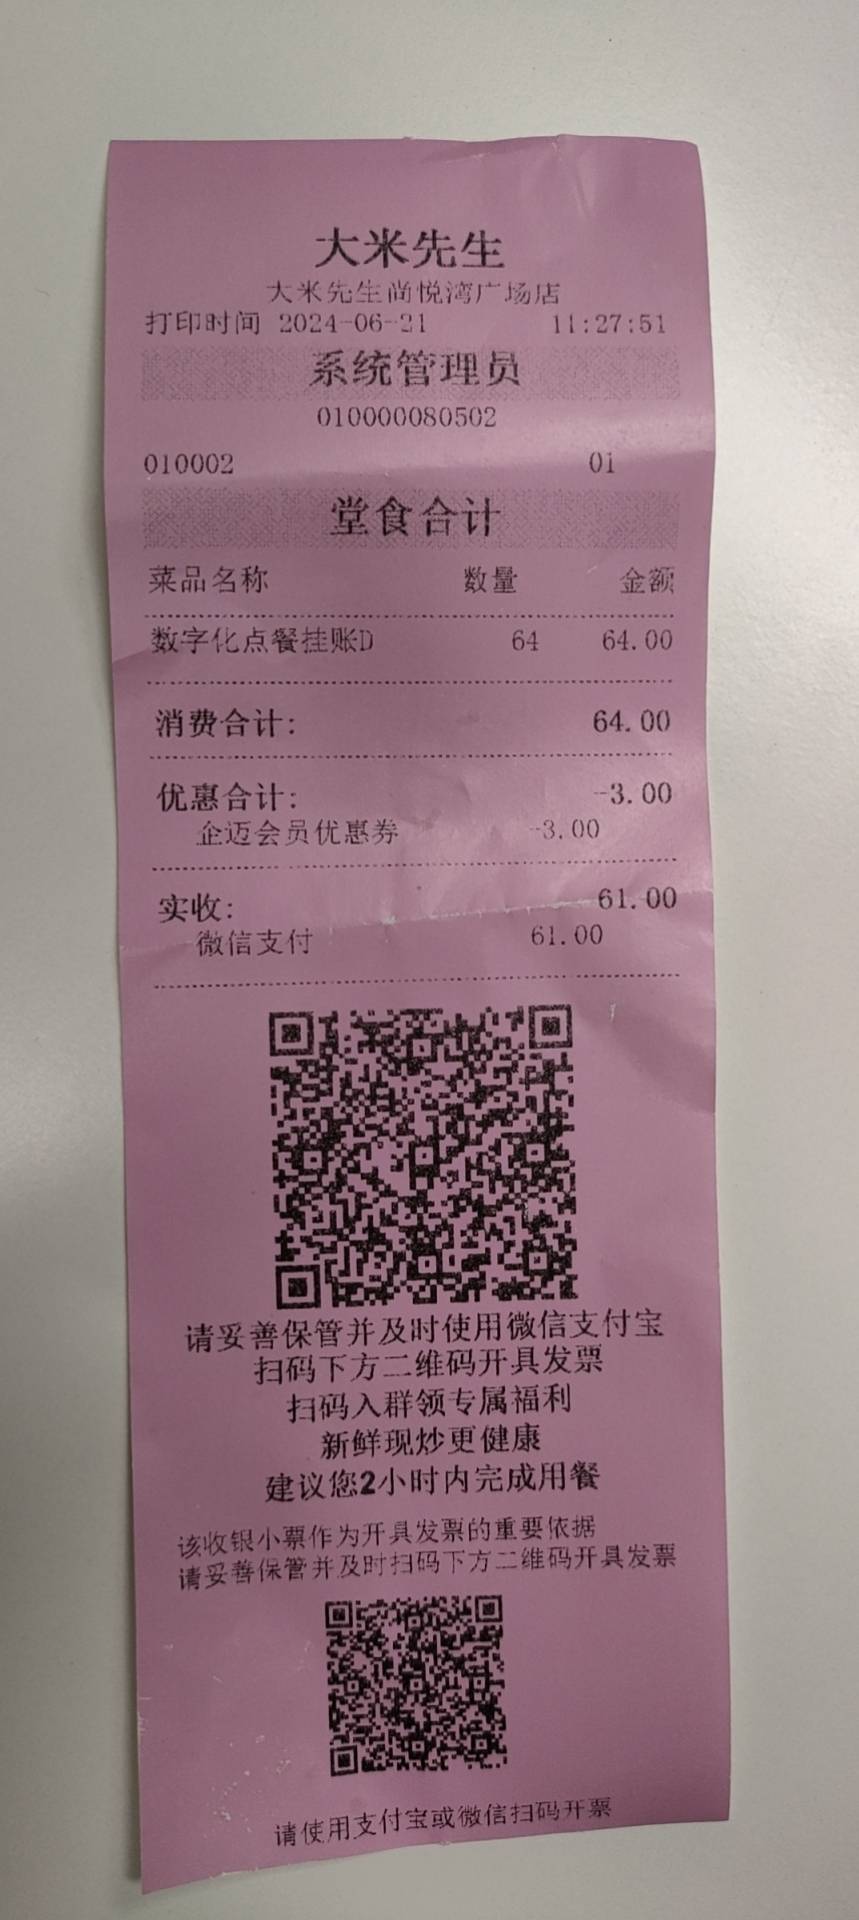 大米先生
大米先生尚悦湾广场店
打印时间 2024-06-21 11:27:51
系统管理员
010000080502
010002 01
堂食合计
菜品名称 数量 金额
数字化点餐挂账D 64 64.00
消费合计: 64.00
优惠合计: -3.00
企迈会员优惠券 -3.00
实收: 61.00
微信支付 61.00
请妥善保管并及时使用微信支付宝
扫码下方二维码开具发票
扫码入群领专属福利
新鲜现炒更健康
建议您2小时内完成用餐
该收银小票作为开具发票的重要依据
请妥善保管并及时扫码下方二维码开具发票
请使用支付宝或微信扫码开票